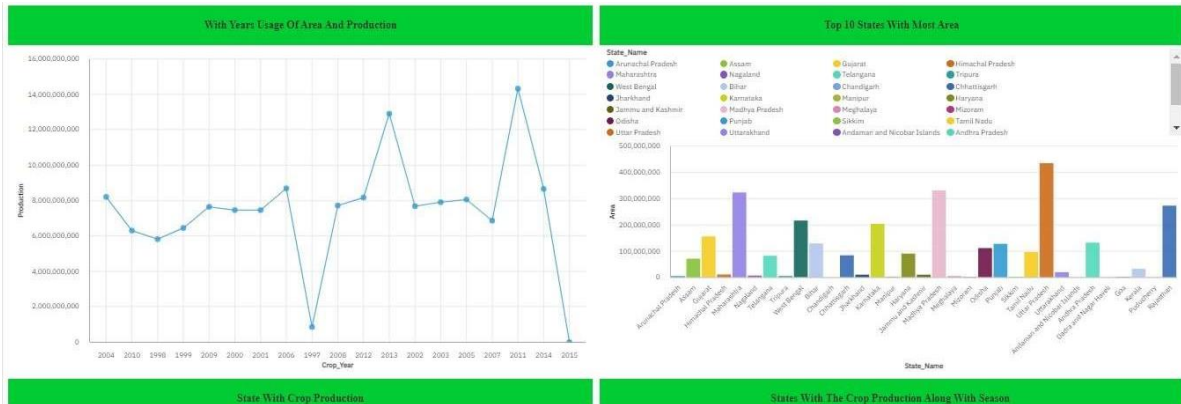 With Years Usage Of Area And Production
16,000,000,000
14,000,000,000
12,000,000,000
10,000,000,000
8,000,000,000
6,000,000,000
4,000,000,000
2,000,000,000
0
Production
2004 2010 1998 1999 2009 2000 2001 2006 1997 2008 2012 2013 2002 2003 2005 2007 2011 2014 2015
Crop_Year
Top 10 States With Most Area
State_Name
Arunachal Pradesh Assam Gujarat Himachal Pradesh
Maharashtra Nagaland Telangana Tripura
West Bengal Bihar Chandigarh Chhattisgarh
Jharkhand Karnataka Manipur Haryana
Jammu and Kashmir Madhya Pradesh Meghalaya Mizoram
Odisha Punjab Sikkim Tamil Nadu
Uttar Pradesh Uttarakhand Andaman and Nicobar Islands Andhra Pradesh
500,000,000
400,000,000
300,000,000
200,000,000
100,000,000
0
Area
Arunachal Pradesh
Assam
Gujarat
Himachal Pradesh
Maharashtra
Nagaland
Telangana
Tripura
West Bengal
Bihar
Chandigarh
Chhattisgarh
Jharkhand
Karnataka
Manipur
Haryana
Jammu and Kashmir
Madhya Pradesh
Meghalaya
Mizoram
Odisha
Punjab
Sikkim
Tamil Nadu
Uttar Pradesh
Uttarakhand
Andaman and Nicobar Islands
Andhra Pradesh
Dadra and Nagar Haveli
Goa
Kerala
Puducherry
Rajasthan
State_Name
State With Crop Production
States With The Crop Production Along With Season